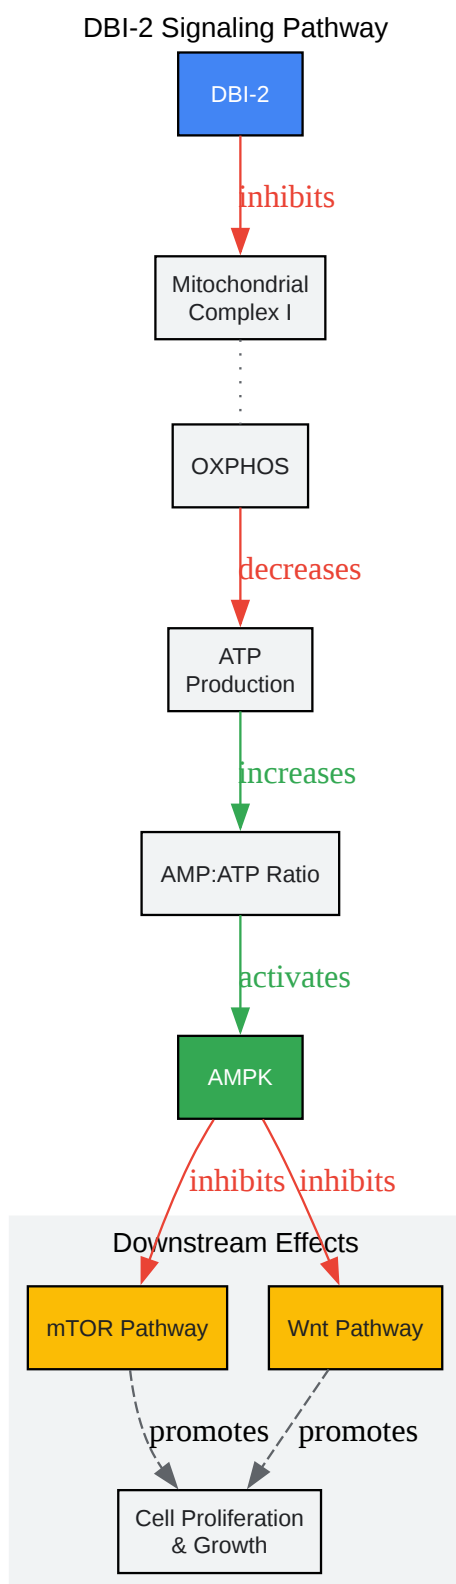 DBI-2 Signaling Pathway
DBI-2
inhibits
Mitochondrial
Complex I
OXPHOS
decreases
ATP
Production
increases
AMP:ATP Ratio
activates
AMPK
inhibits
inhibits
Downstream Effects
mTOR Pathway
Wnt Pathway
promotes
promotes
Cell Proliferation
& Growth